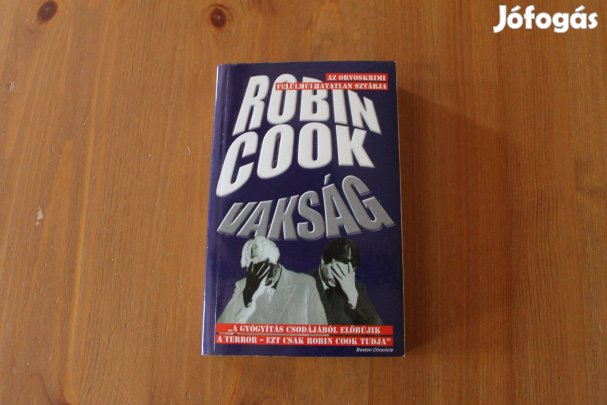 Jófogás
AZ ORVOSKRIMI
FELÜLMÚLHATATLAN SZTÁRJA
ROBIN
COOK
VAKSÁG
„A GYÓGYÍTÁS CSODÁJÁBÓL ELŐBÚJIK
A TERROR – EZT CSAK ROBIN COOK TUDJA”
Boston Chronicle